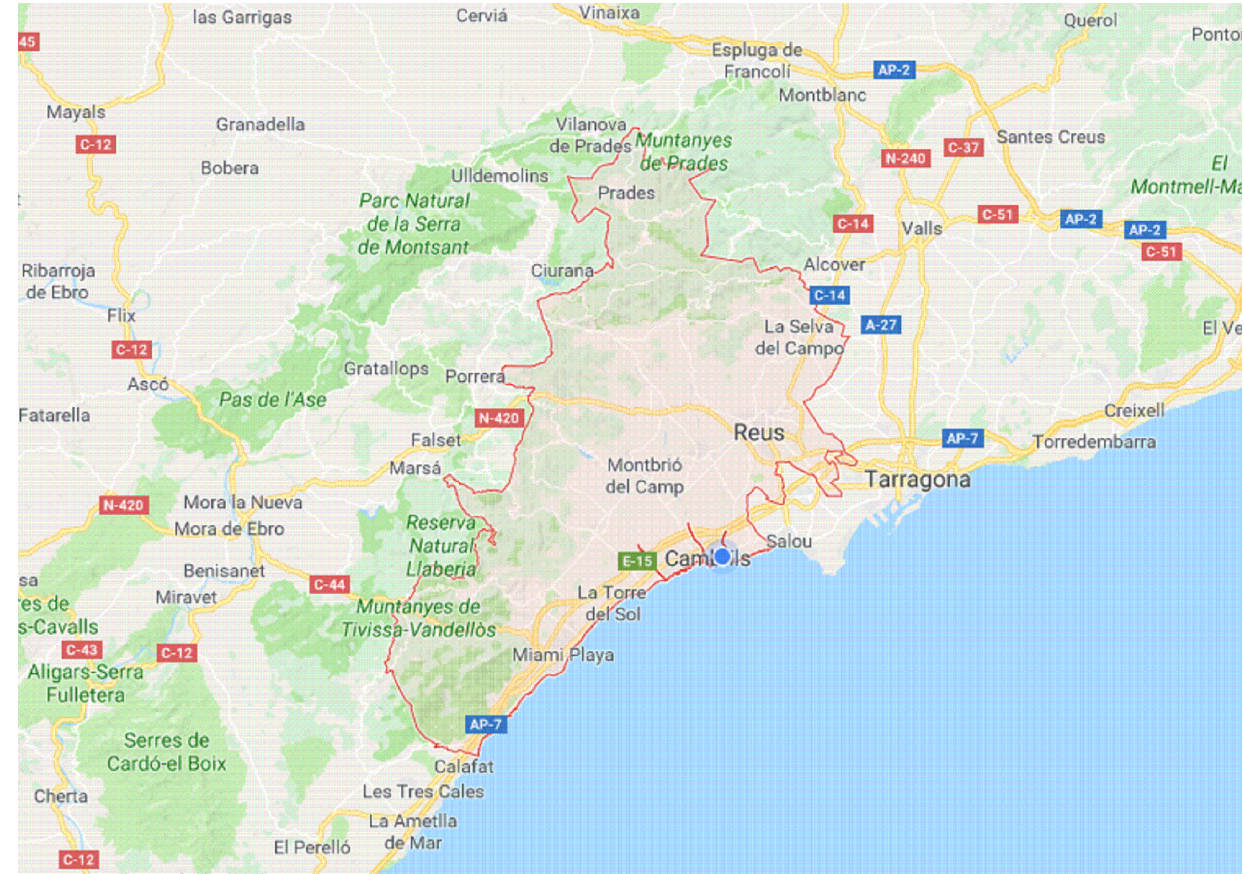 las Garrigas
Cerviá
Vinaixa
Querol
45
Espluga de
Francolí
AP-2
Montblanc
Mayals
Granadella
C-12
Bobera
Vilanova
de Prades
Muntanyes
de Prades
Ulldemolins
Prades
N-240
C-37
Santes Creus
El
Parc Natural
de la Serra
de Montsant
C-14
Valls
C-51
AP-2
AP-2
C-51
Ribarroja
de Ebro
Flix
Ciurana
Alcover
C-14
La Selva
del Campo
A-27
C-12
Ascó
Gratallops
Porrera
Pas de l'Ase
Fatarella
N-420
Falset
Marsá
Reus
AP-7
Creixell
Torredembarra
Montbrió
del Camp
Tarragona
N-420
Mora la Nueva
Mora de Ebro
Reserva
Natural
Llaberia
Salou
E-15
Benisanet
Miravet
C-44
La Torre
del Sol
Muntanyes de
Tivissa-Vandellòs
Miami Playa
sa
res de
s-Cavalls
C-43
C-12
Aligars-Serra
Fulletera
AP-7
Serres de
Cardó-el Boix
Calafat
Les Tres Cales
Cherta
La Ametlla
de Mar
El Perelló
C-12